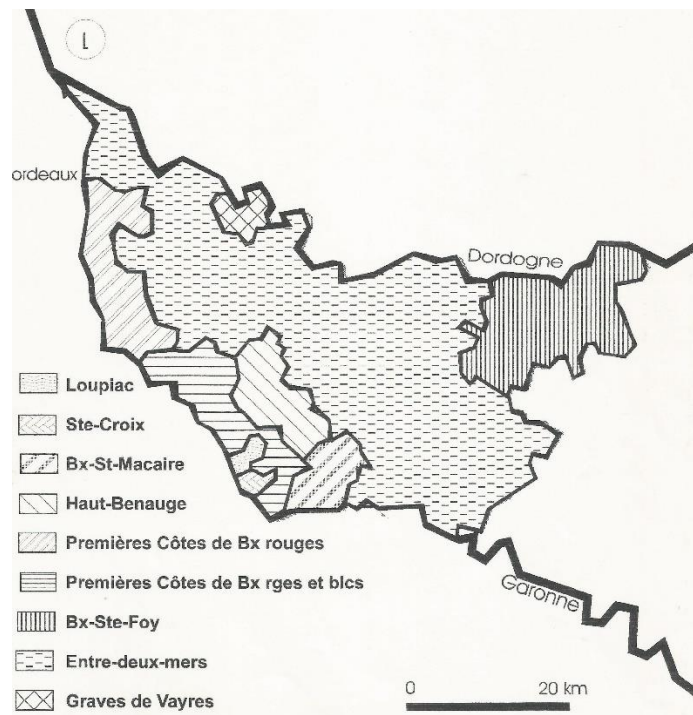 1
ordeaux
Dordogne
Loupiac
Ste-Croix
Bx-St-Macaire
Haut-Benauge
Premières Côtes de Bx rouges
Premières Côtes de Bx rges et blcs
Bx-Ste-Foy
Entre-deux-mers
Graves de Vayres
Garonne
0 20 km